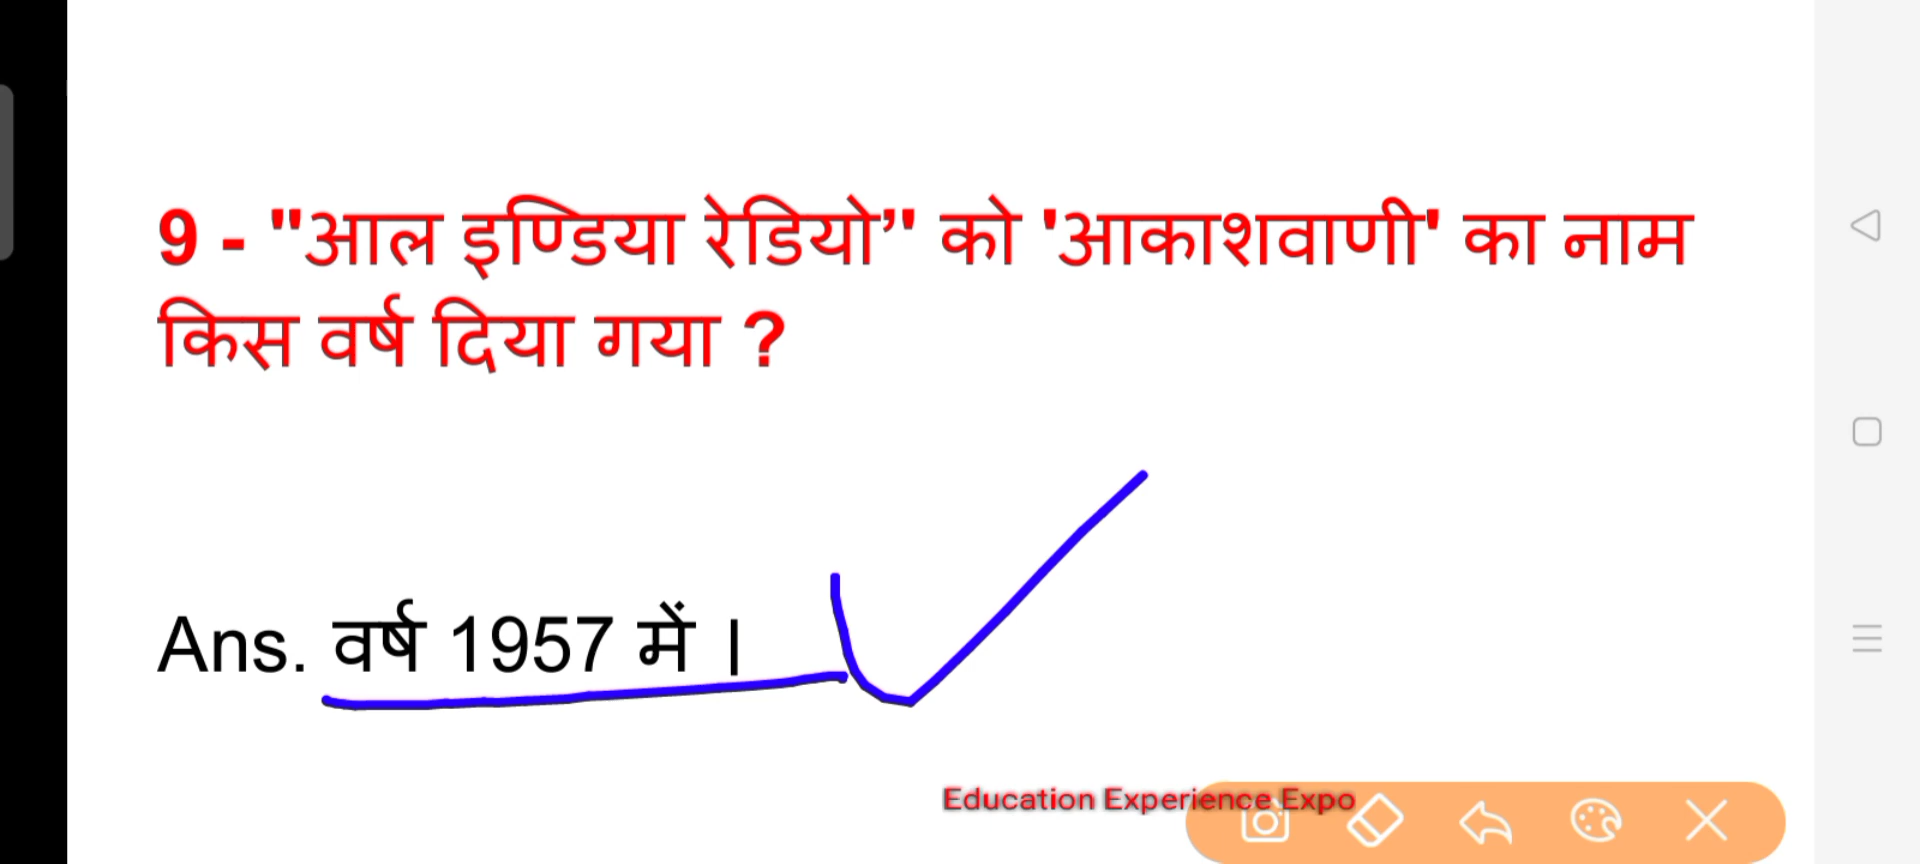 9 - "आल इण्डिया रेडियो” को 'आकाशवाणी' का नाम
किस वर्ष दिया गया ?
Ans. वर्ष 1957 में ।
Education Experience Expo